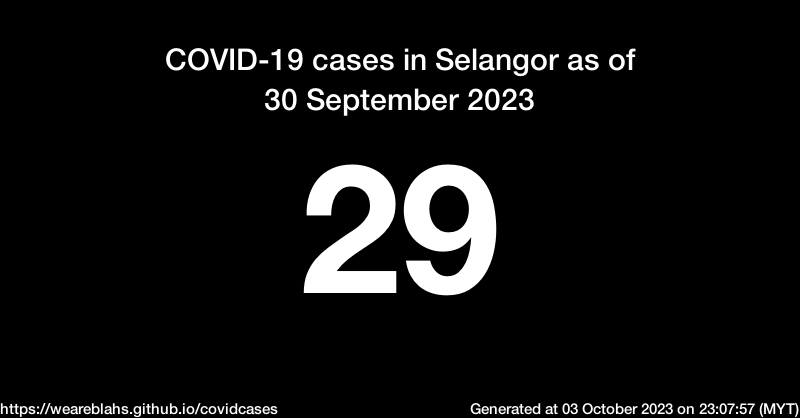 COVID-19 cases in Selangor as of
30 September 2023
29
https://weareblahs.github.io/covidcases
Generated at 03 October 2023 on 23:07:57 (MYT)